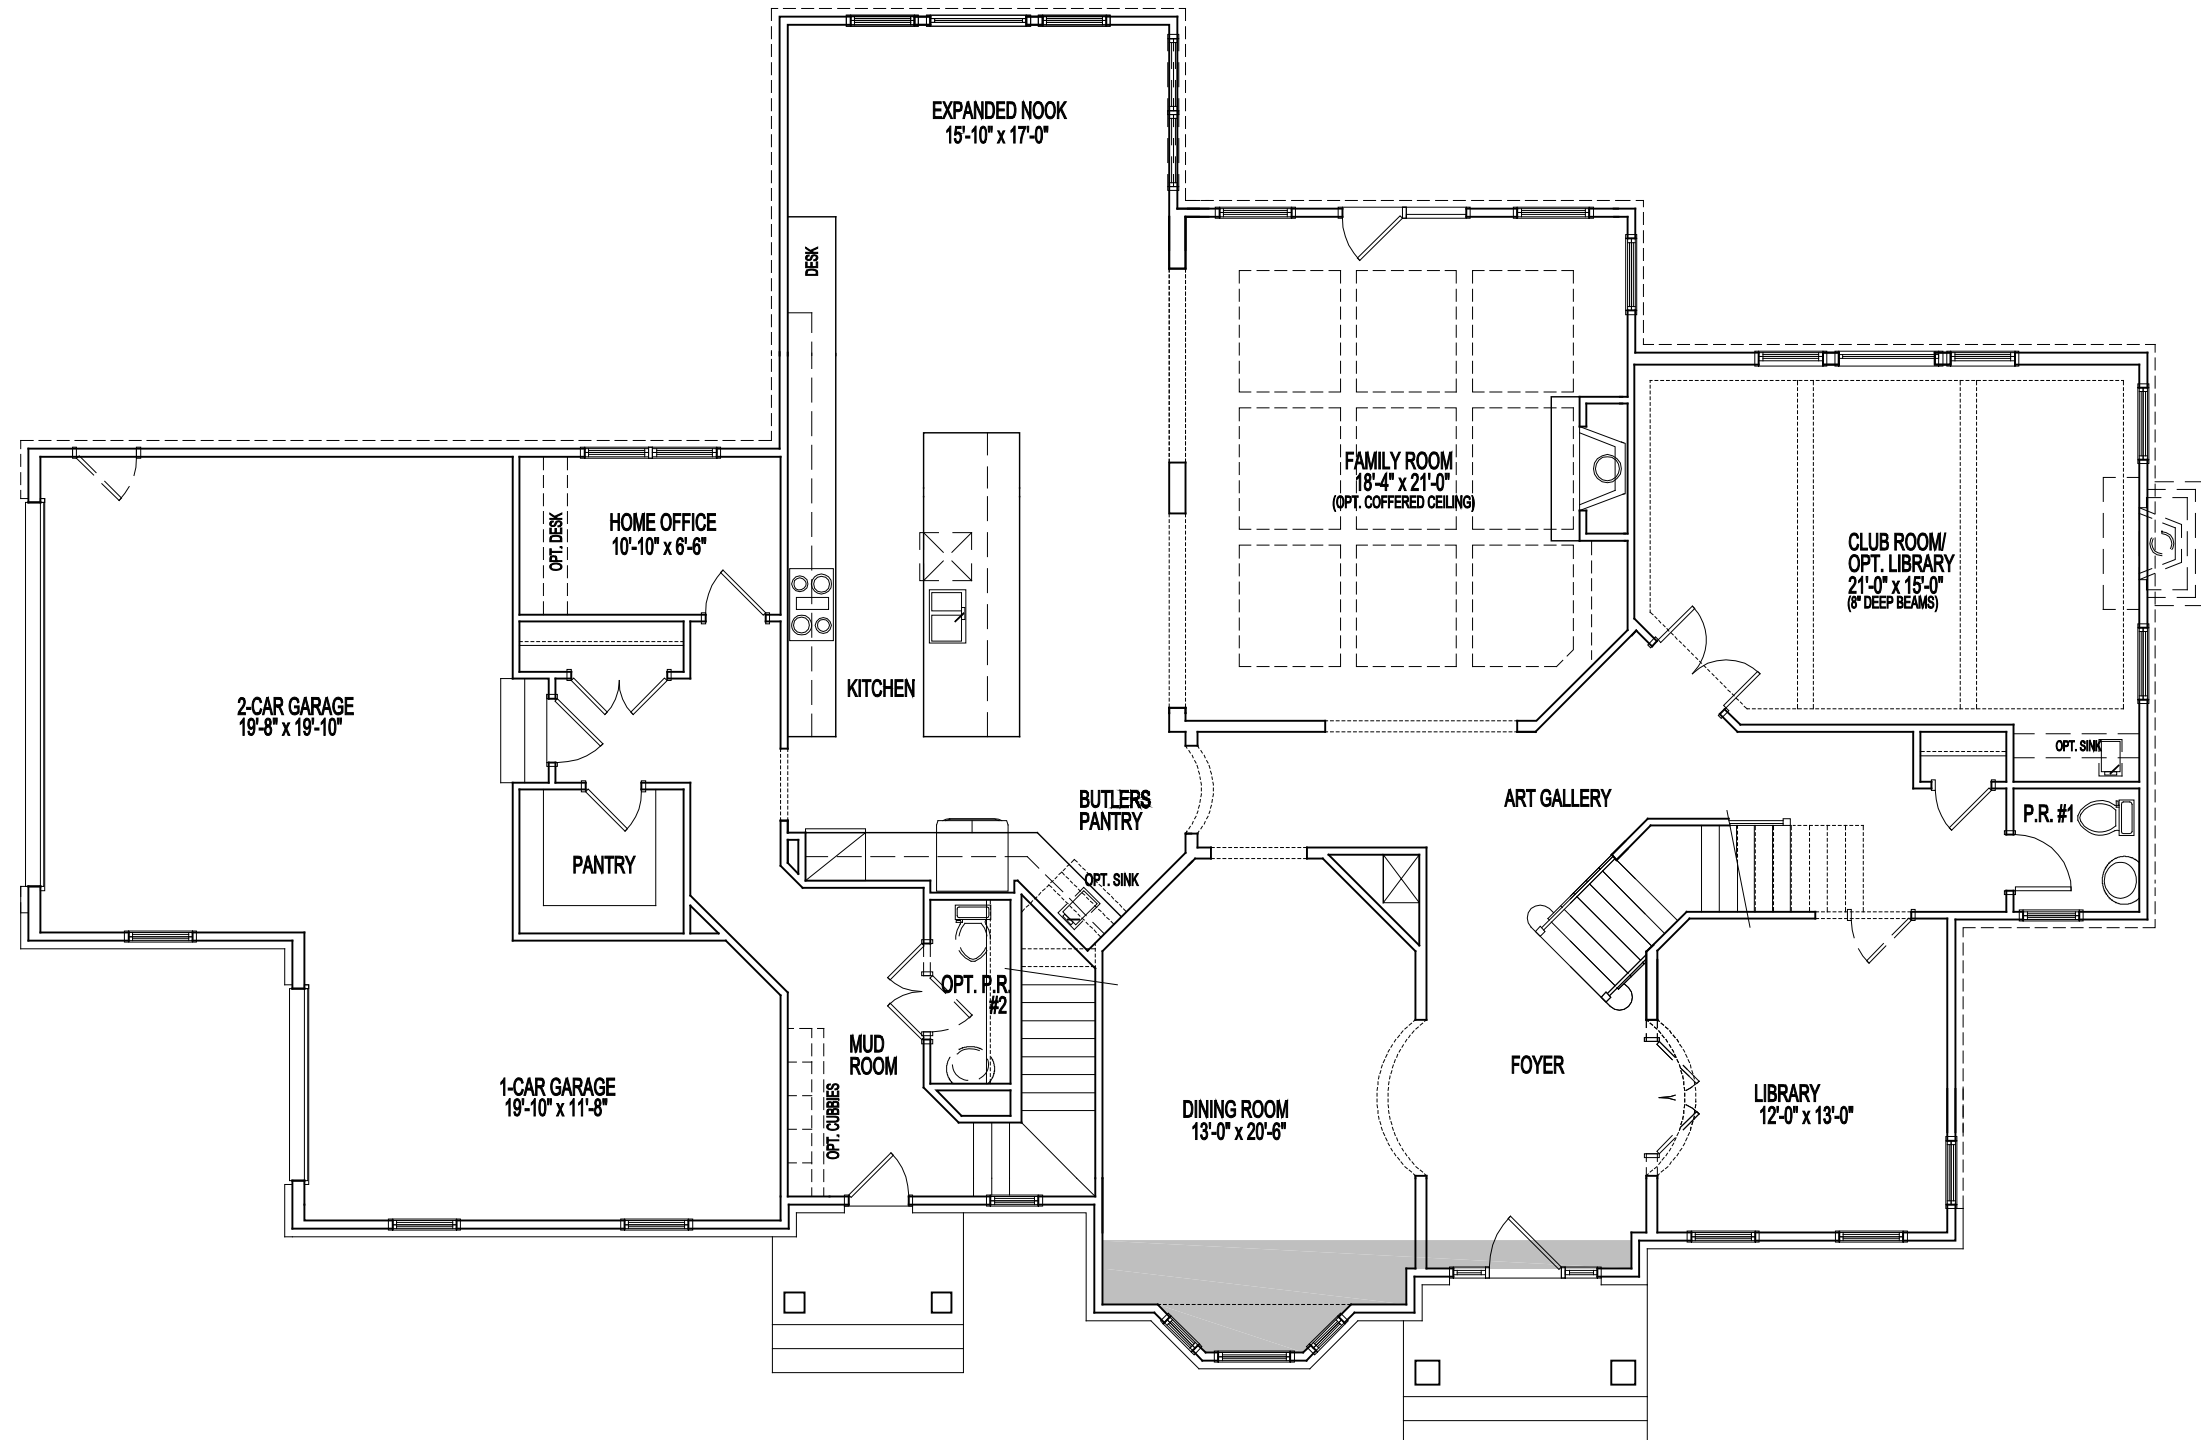 EXPANDED NOOK
15'-10" x 17'-0"
DESK
HOME OFFICE
10'-10" x 6'-6"
OPT. DESK
FAMILY ROOM
18'-4" x 21'-0"
(OPT. COFFERED CEILING)
CLUB ROOM/
OPT. LIBRARY
21'-0" x 15'-0"
(8" DEEP BEAMS)
2-CAR GARAGE
19'-8" x 19'-10"
KITCHEN
OPT. SINK
BUTLERS
PANTRY
ART GALLERY
P.R. #1
PANTRY
OPT. SINK
OPT. P.R.
#2
MUD
ROOM
FOYER
1-CAR GARAGE
19'-10" x 11'-8"
OPT. CUBBIES
DINING ROOM
13'-0" x 20'-6"
LIBRARY
12'-0" x 13'-0"